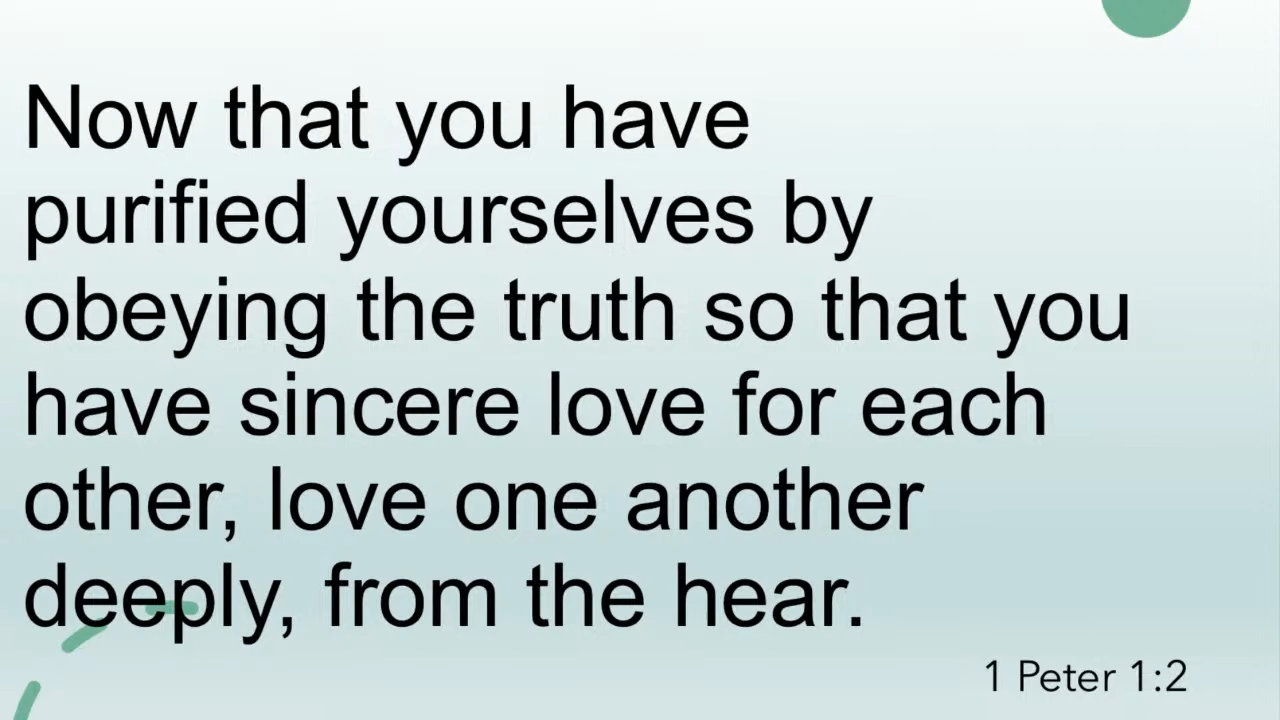 Now that you have
purified yourselves by
obeying the truth so that you
have sincere love for each
other, love one another
deeply, from the hear.
1 Peter 1:2